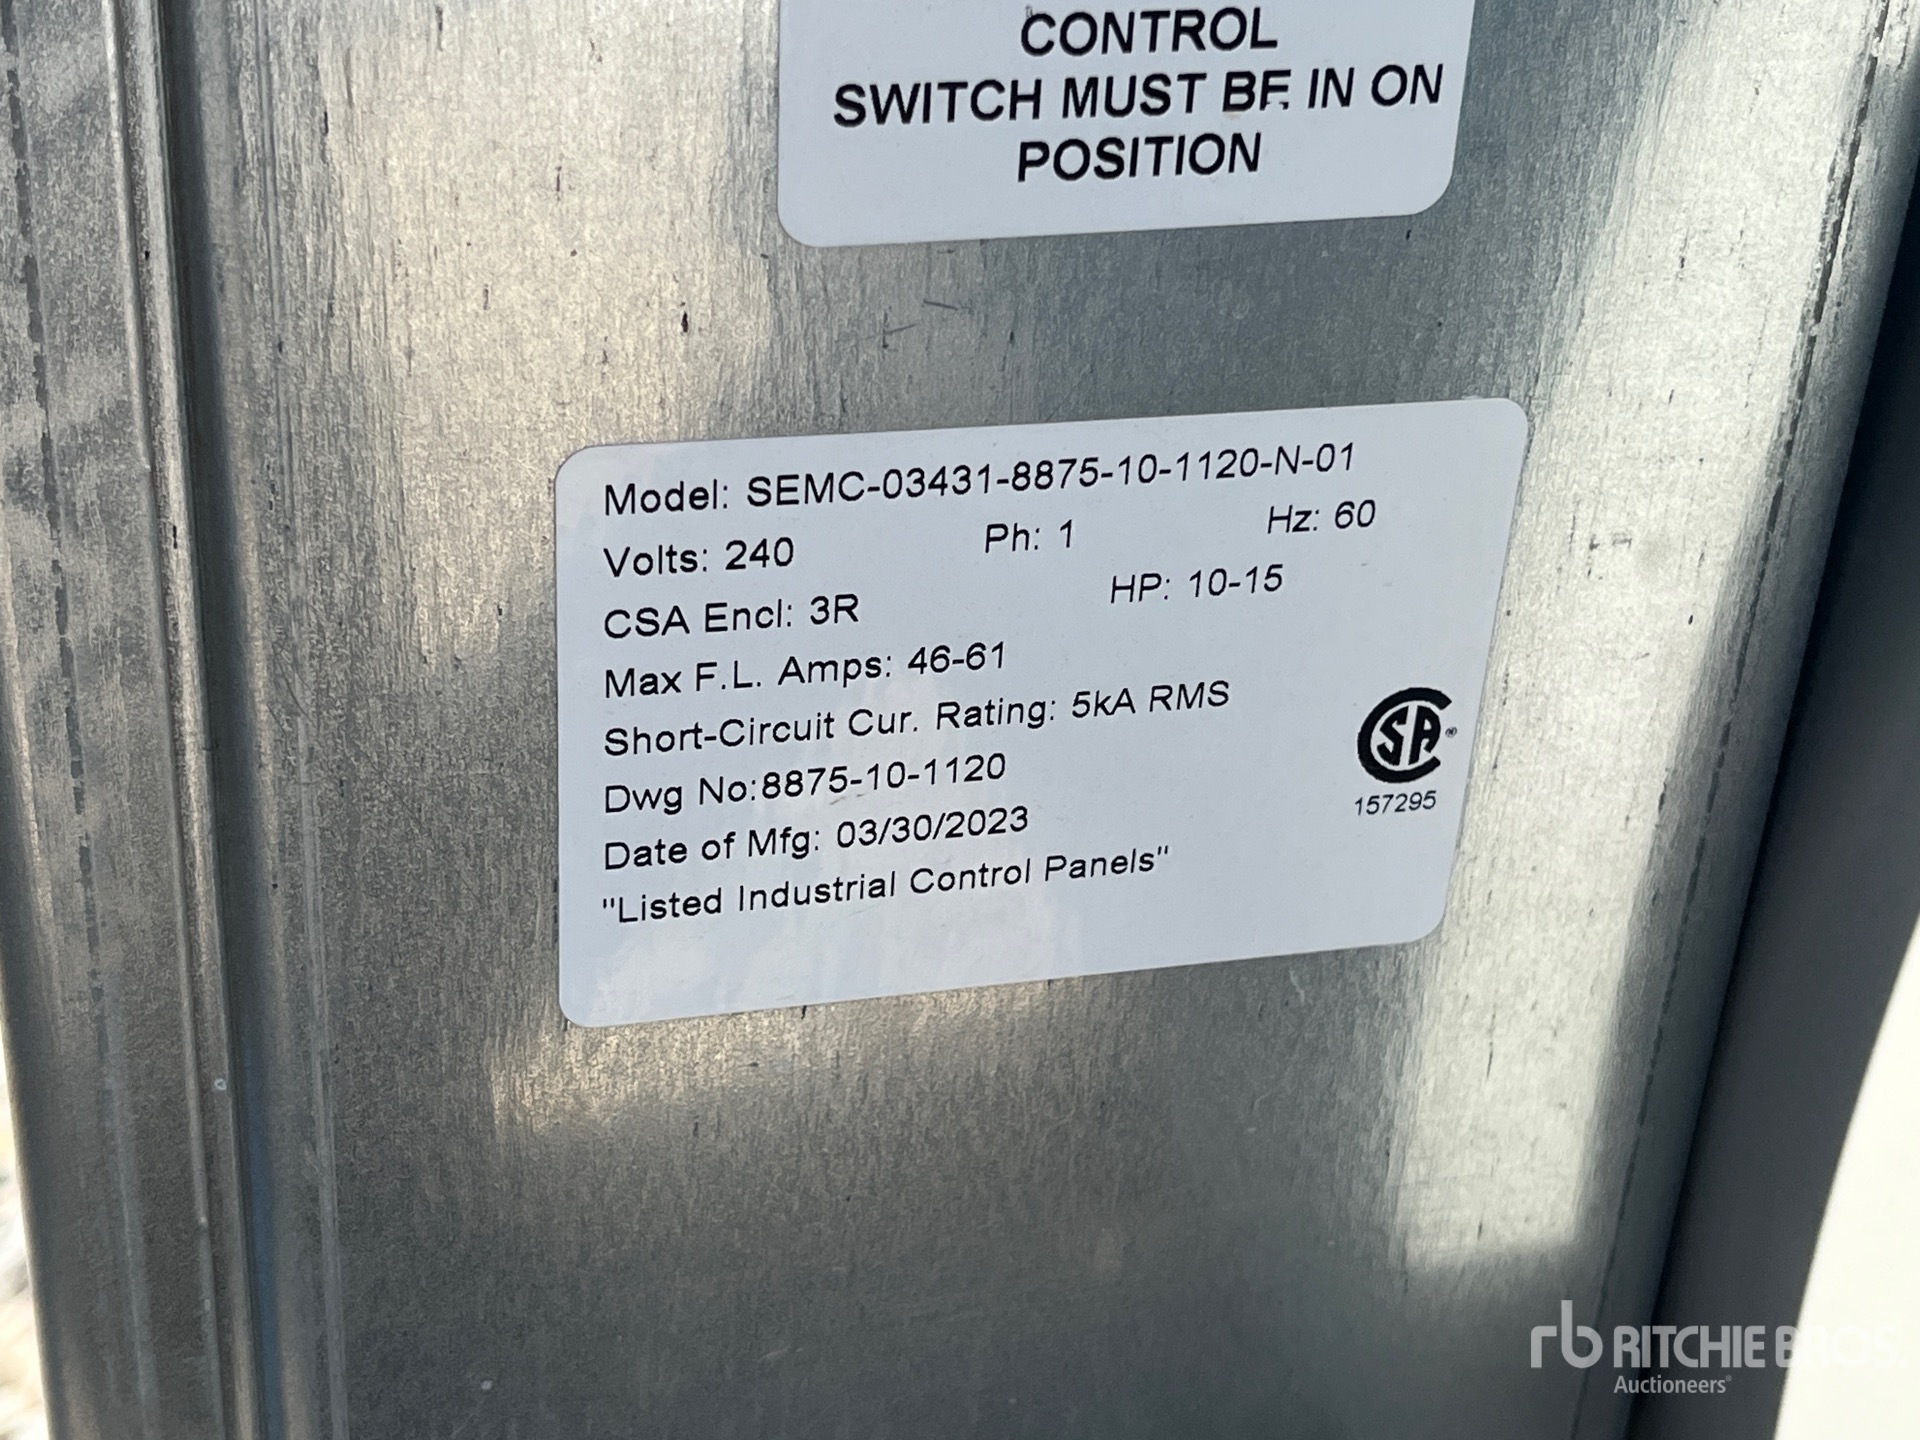 CONTROL
SWITCH MUST BE IN ON
POSITION
Model: SEMC-03431-8875-10-1120-N-01
Volts: 240 Ph: 1 Hz: 60
CSA Encl: 3R HP: 10-15
Max F.L. Amps: 46-61
Short-Circuit Cur. Rating: 5kA RMS
Dwg No:8875-10-1120
Date of Mfg: 03/30/2023
"Listed Industrial Control Panels"
CSA®
157295
rb RITCHIE BROS.
Auctioneers®